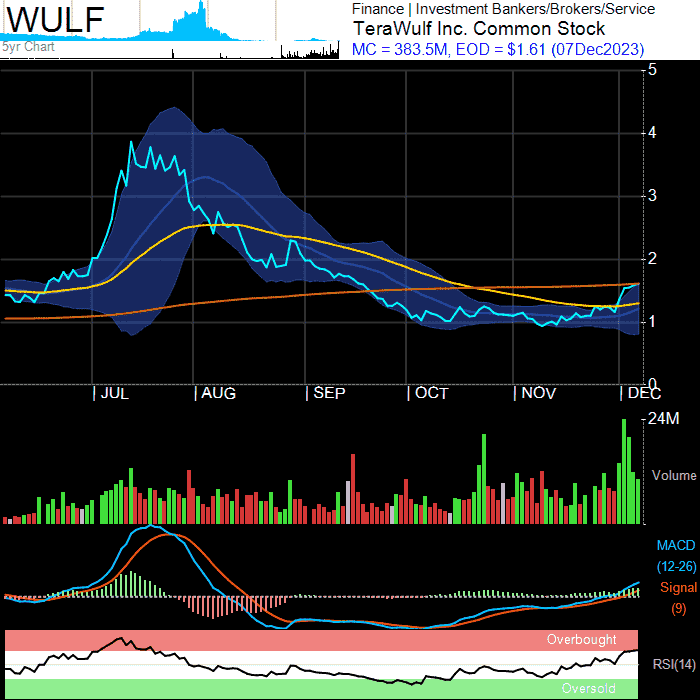 WULF
5yr Chart
Finance | Investment Bankers/Brokers/Service
TeraWulf Inc. Common Stock
MC = 383.5M, EOD = $1.61 (07Dec2023)
5
4
3
2
1
0
JUL AUG SEP OCT NOV DEC
24M
Volume
MACD
(12-26)
Signal
(9)
Overbought
RSI(14)
Oversold